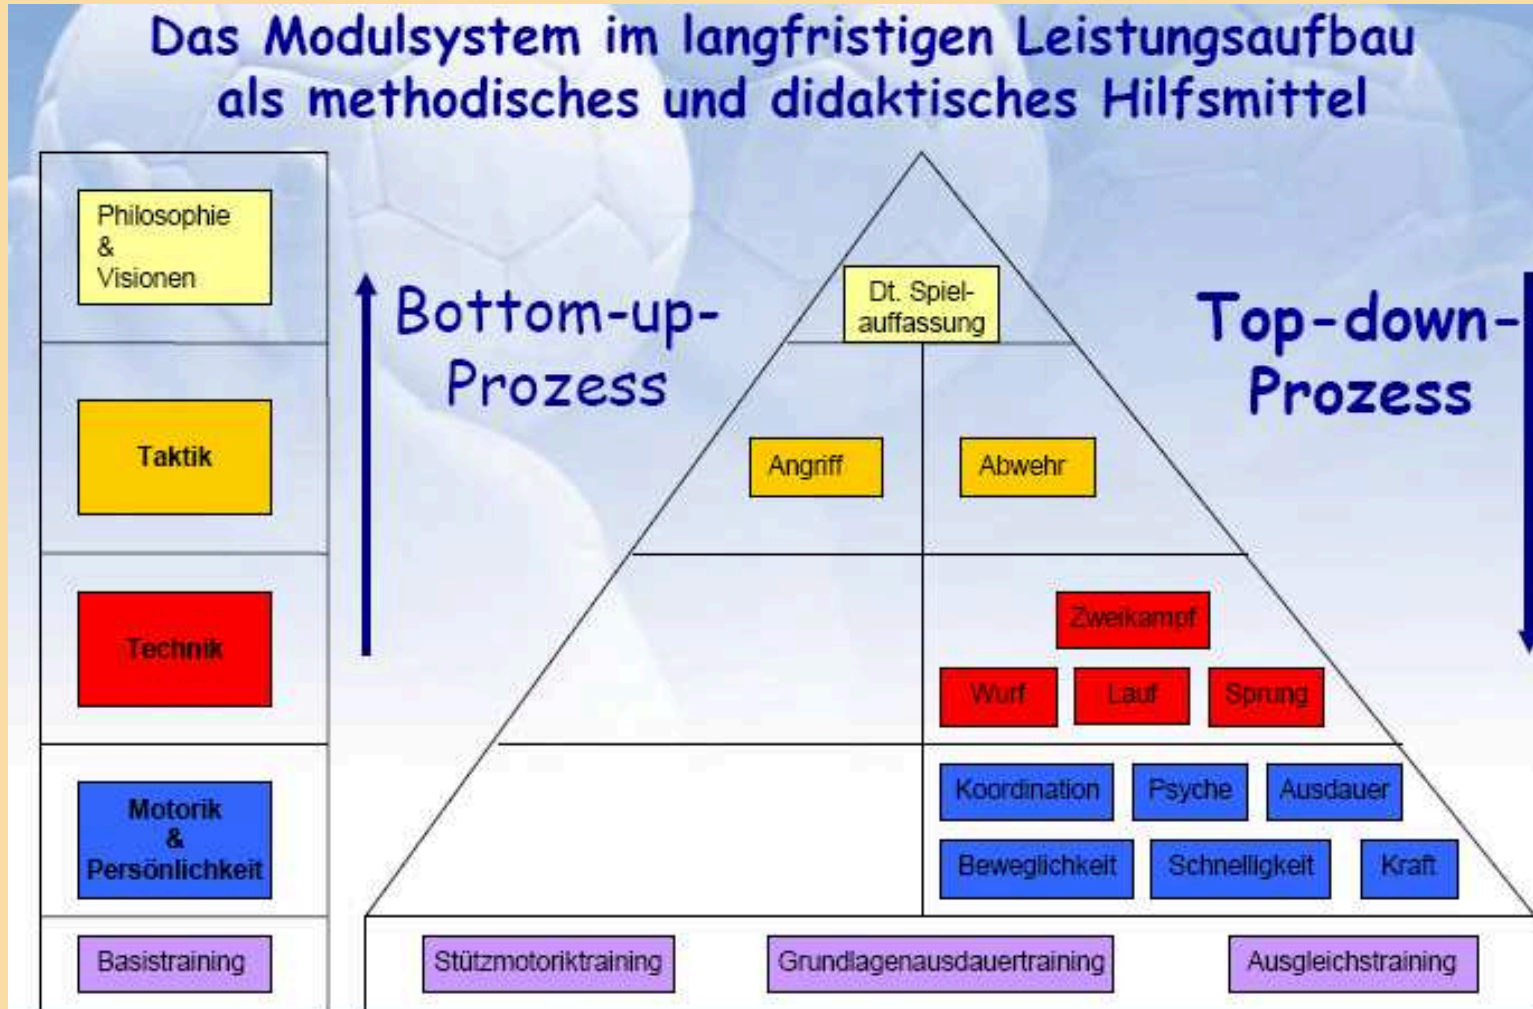 Das Modulsystem im langfristigen Leistungsaufbau
als methodisches und didaktisches Hilfsmittel
Philosophie
&
Visionen
Taktik
Technik
Motorik
&
Persönlichkeit
Basistraining
Bottom-up-
Prozess
Dt. Spiel-
auffassung
Top-down-
Prozess
Angriff
Abwehr
Zweikampf
Wurf
Lauf
Sprung
Koordination
Psyche
Ausdauer
Beweglichkeit
Schnelligkeit
Kraft
Stützmotoriktraining
Grundlagenausdauertraining
Ausgleichstraining